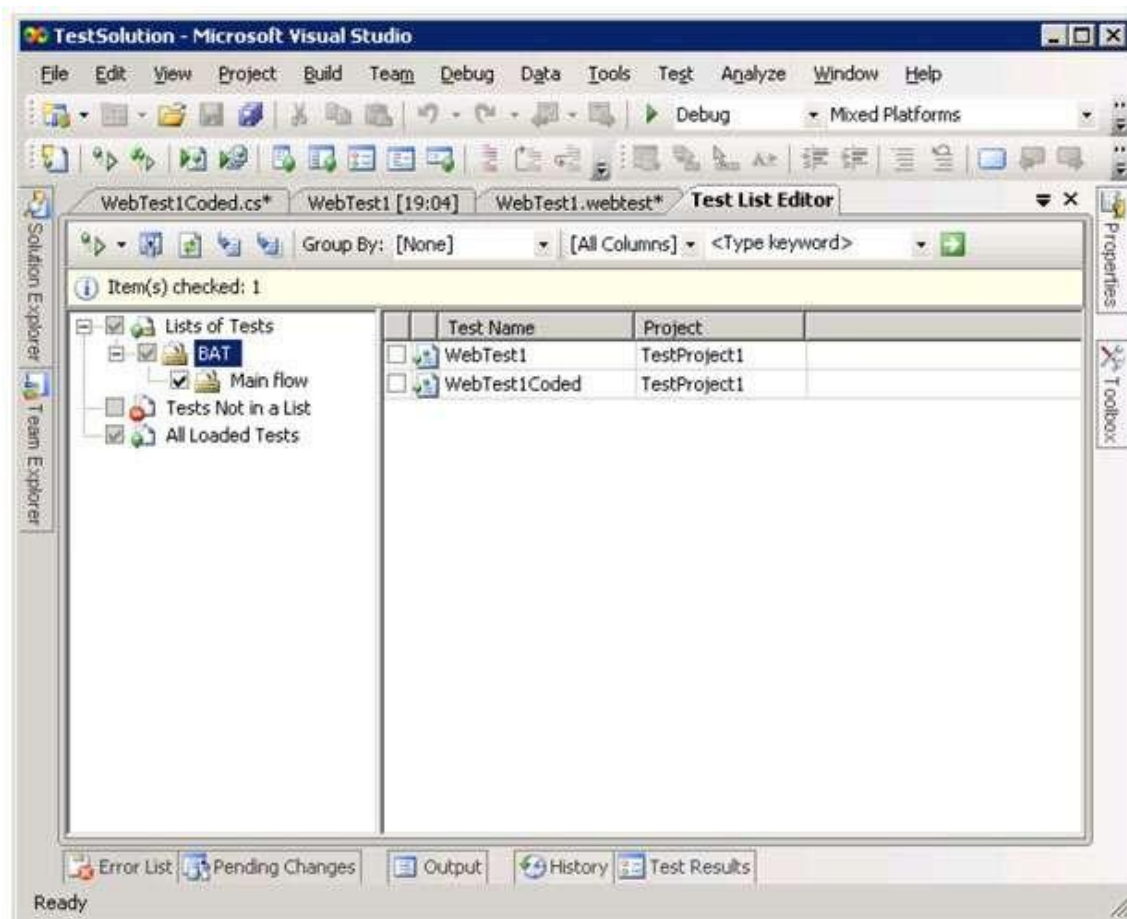 TestSolution - Microsoft Visual Studio
File Edit View Project Build Team Debug Data Tools Test Analyze Window Help
Debug Mixed Platforms
WebTest1Coded.cs* WebTest1 [19:04] WebTest1.webtest* Test List Editor
Group By: [None] [All Columns] <Type keyword>
Item(s) checked: 1
Lists of Tests
BAT
Main flow
Tests Not in a List
All Loaded Tests
Test Name Project
WebTest1 TestProject1
WebTest1Coded TestProject1
Solution Explorer
Team Explorer
Properties
Toolbox
Error List Pending Changes Output History Test Results
Ready